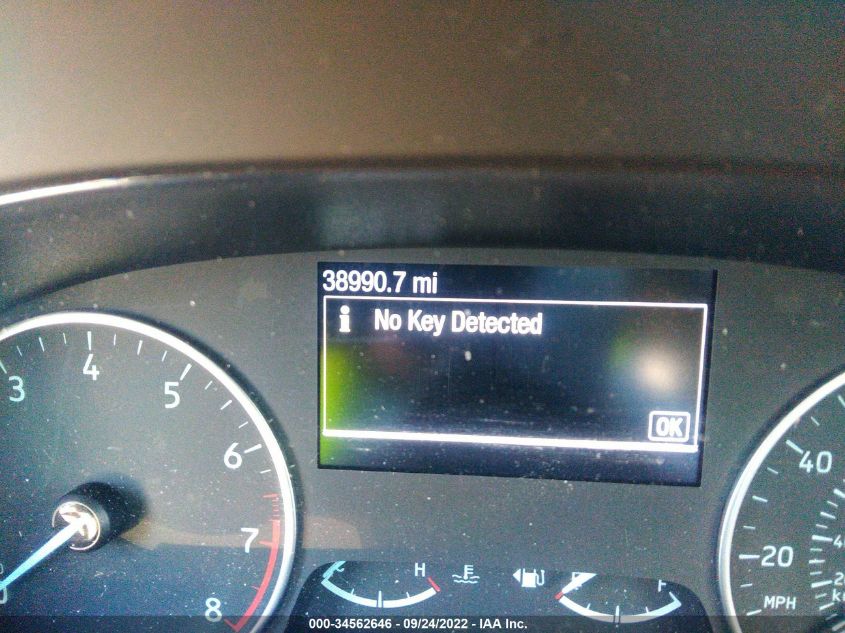 38990.7 mi
i No Key Detected
OK
3 4 5 6 7 8
H
E F
40
20
MPH
000-34562646 - 09/24/2022 - IAA Inc.